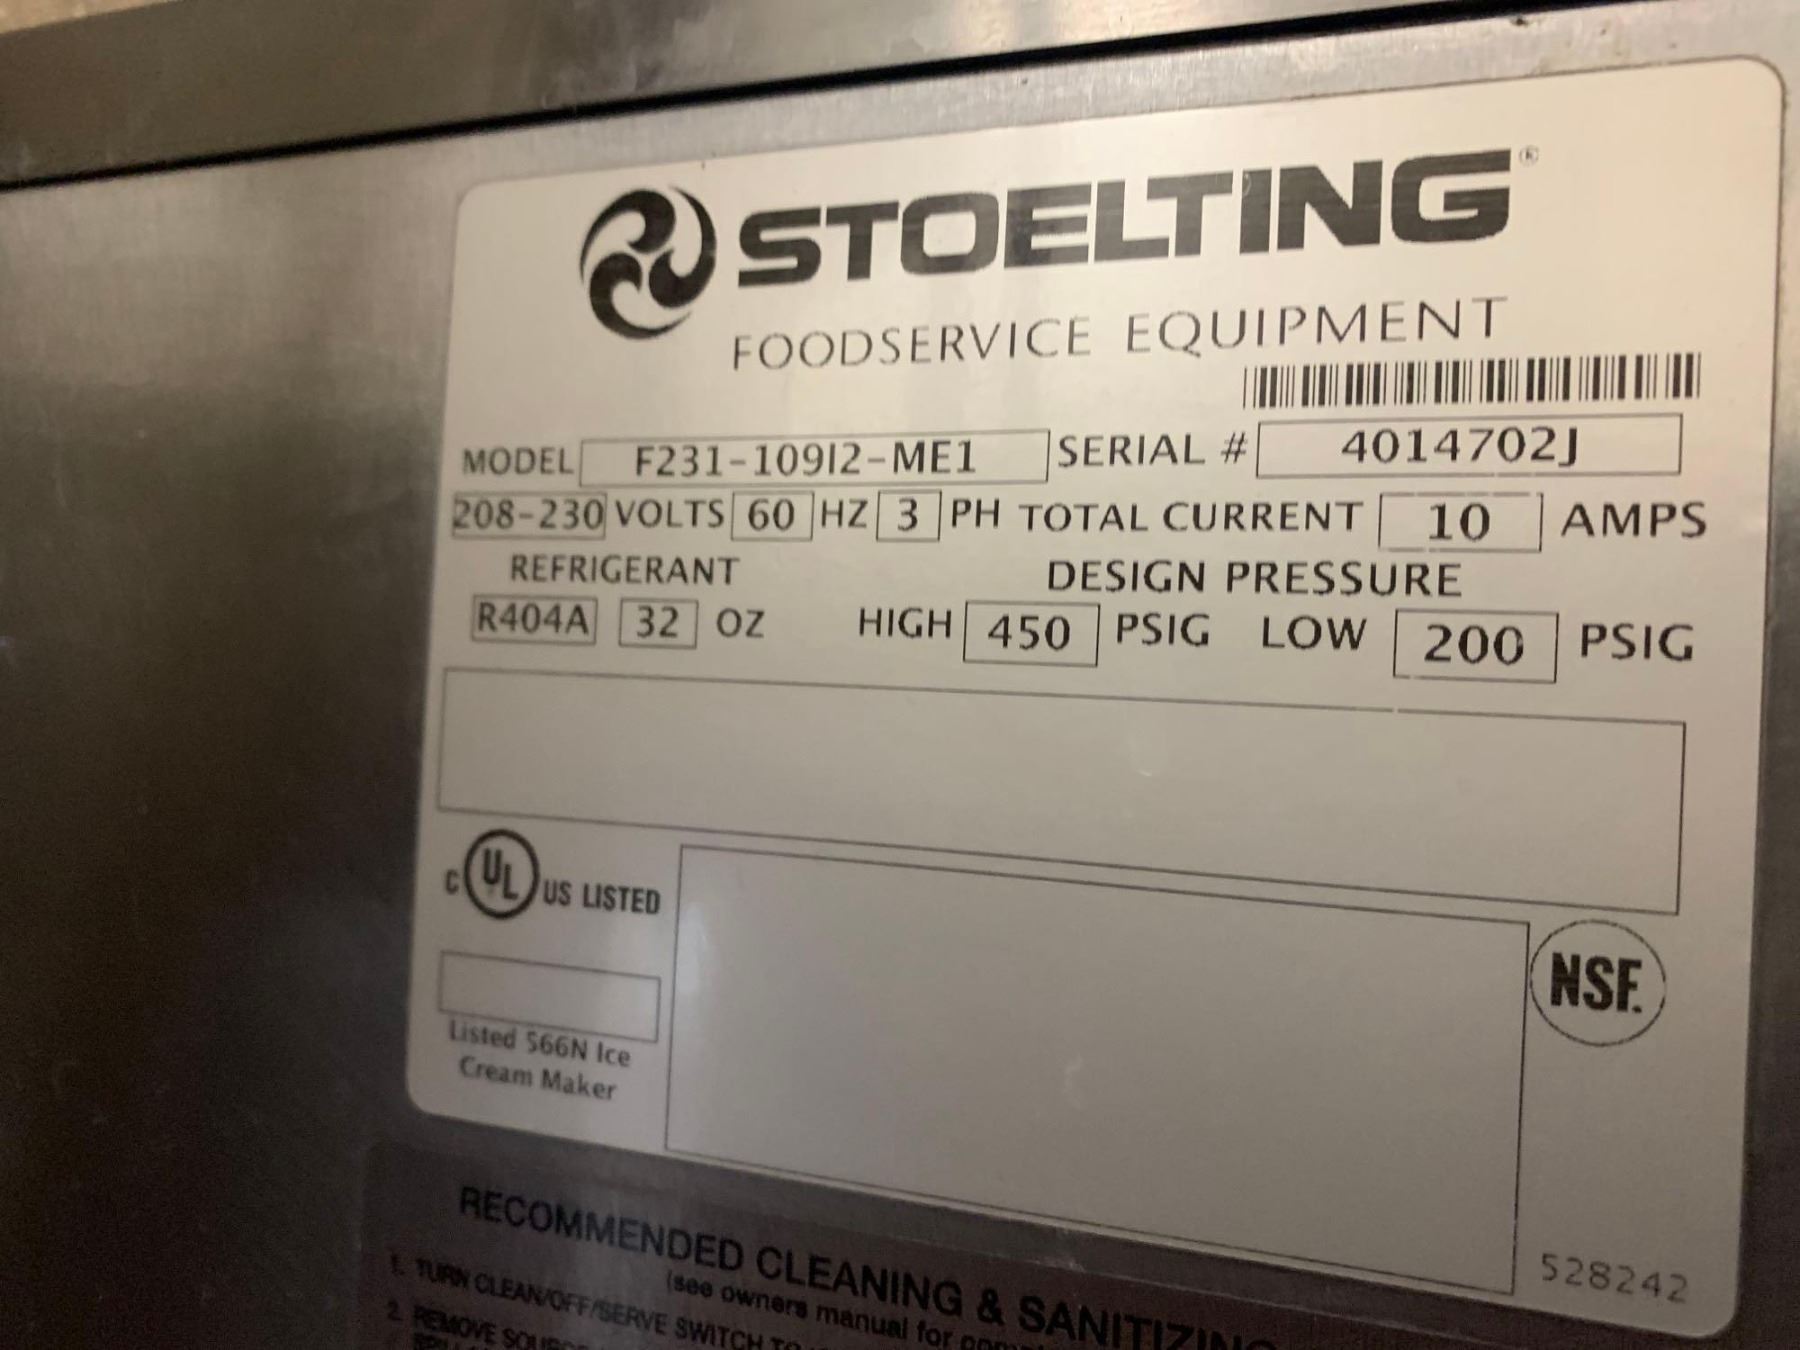 STOELTING®
FOODSERVICE EQUIPMENT
MODEL F231-109I2-ME1 SERIAL # 4014702J
208-230 VOLTS 60 HZ 3 PH TOTAL CURRENT 10 AMPS
REFRIGERANT DESIGN PRESSURE
R404A 32 OZ HIGH 450 PSIG LOW 200 PSIG
C UL US LISTED
NSF.
Listed 566N Ice
Cream Maker
528242
RECOMMENDED CLEANING & SANITIZING
(see owners manual for
1. TURN CLEAN/OFF/SERVE SWITCH TO
2. REMOVE